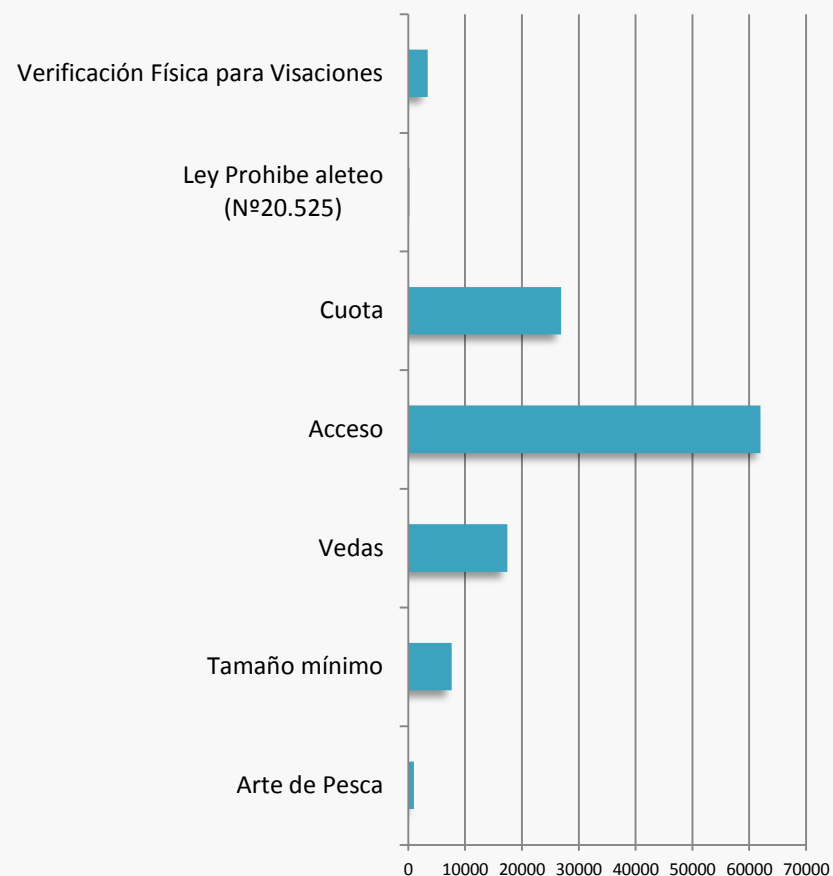 Verificación Física para Visaciones
Ley Prohibe aleteo
(Nº20.525)
Cuota
Acceso
Vedas
Tamaño mínimo
Arte de Pesca
0 10000 20000 30000 40000 50000 60000 70000